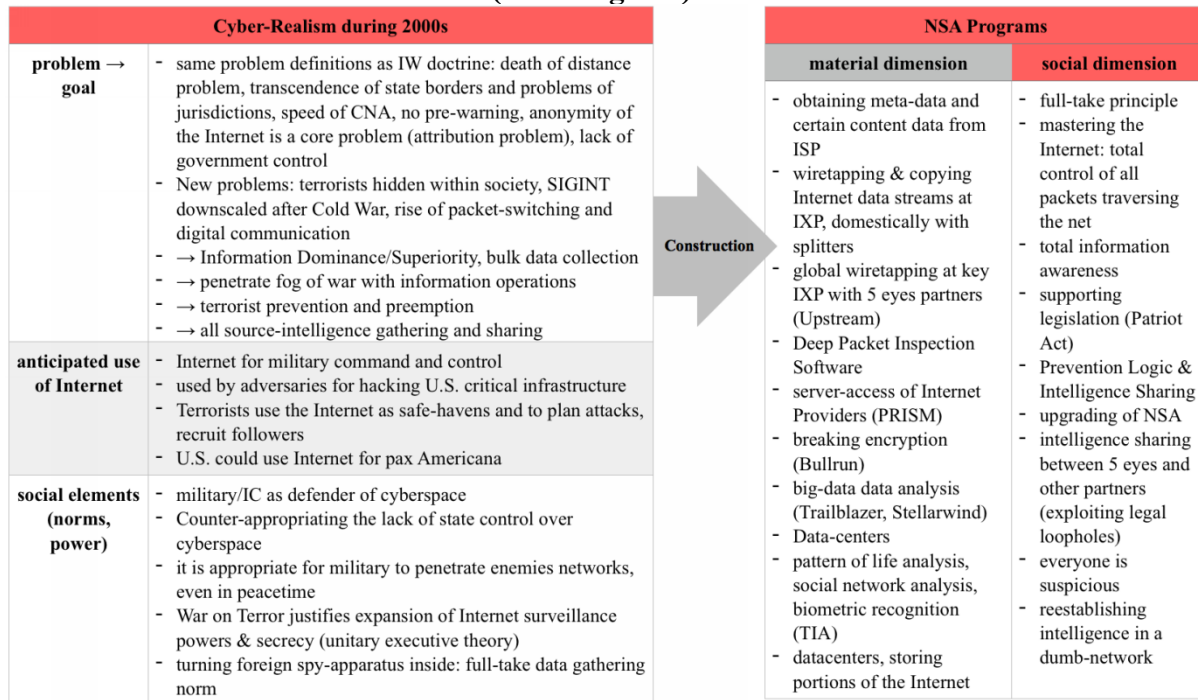 Cyber-Realism during 2000s
problem →
goal
- same problem definitions as IW doctrine: death of distance
problem, transcendence of state borders and problems of
jurisdictions, speed of CNA, no pre-warning, anonymity of
the Internet is a core problem (attribution problem), lack of
government control
- New problems: terrorists hidden within society, SIGINT
downscaled after Cold War, rise of packet-switching and
digital communication
- → Information Dominance/Superiority, bulk data collection
- → penetrate fog of war with information operations
- → terrorist prevention and preemption
- → all source-intelligence gathering and sharing
anticipated use
of Internet
- Internet for military command and control
- used by adversaries for hacking U.S. critical infrastructure
- Terrorists use the Internet as safe-havens and to plan attacks,
recruit followers
- U.S. could use Internet for pax Americana
social elements
(norms,
power)
- military/IC as defender of cyberspace
- Counter-appropriating the lack of state control over
cyberspace
- it is appropriate for military to penetrate enemies networks,
even in peacetime
- War on Terror justifies expansion of Internet surveillance
powers & secrecy (unitary executive theory)
- turning foreign spy-apparatus inside: full-take data gathering
norm
Construction
NSA Programs
material dimension
- obtaining meta-data and
certain content data from
ISP
- wiretapping & copying
Internet data streams at
IXP, domestically with
splitters
- global wiretapping at key
IXP with 5 eyes partners
(Upstream)
- Deep Packet Inspection
Software
- server-access of Internet
Providers (PRISM)
- breaking encryption
(Bullrun)
- big-data data analysis
(Trailblazer, Stellarwind)
- Data-centers
- pattern of life analysis,
social network analysis,
biometric recognition
(TIA)
- datacenters, storing
portions of the Internet
social dimension
- full-take principle
- mastering the
Internet: total
control of all
packets traversing
the net
- total information
awareness
- supporting
legislation (Patriot
Act)
- Prevention Logic &
Intelligence Sharing
- upgrading of NSA
- intelligence sharing
between 5 eyes and
other partners
(exploiting legal
loopholes)
- everyone is
suspicious
- reestablishing
intelligence in a
dumb-network